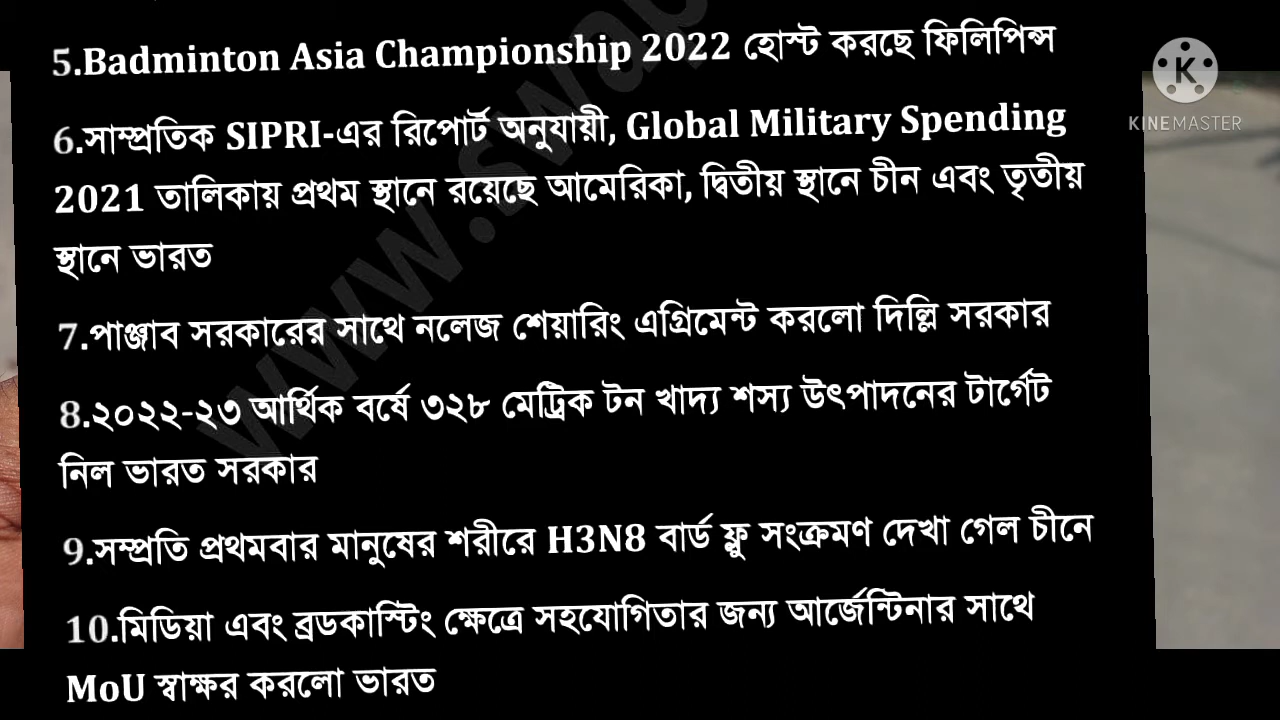 5.Badminton Asia Championship 2022 হোস্ট করছে ফিলিপিন্স
KINEMASTER
6.সাম্প্রতিক SIPRI-এর রিপোর্ট অনুযায়ী, Global Military Spending
2021 তালিকায় প্রথম স্থানে রয়েছে আমেরিকা, দ্বিতীয় স্থানে চীন এবং তৃতীয়
স্থানে ভারত
7.পাঞ্জাব সরকারের সাথে নলেজ শেয়ারিং এগ্রিমেন্ট করলো দিল্লি সরকার
8.২০২২-২৩ আর্থিক বর্ষে ৩২৮ মেট্রিক টন খাদ্য শস্য উৎপাদনের টার্গেট
নিল ভারত সরকার
9.সম্প্রতি প্রথমবার মানুষের শরীরে H3N8 বার্ড ফ্লু সংক্রমণ দেখা গেল চীনে
10.মিডিয়া এবং ব্রডকাস্টিং ক্ষেত্রে সহযোগিতার জন্য আর্জেন্টিনার সাথে
MoU স্বাক্ষর করলো ভারত